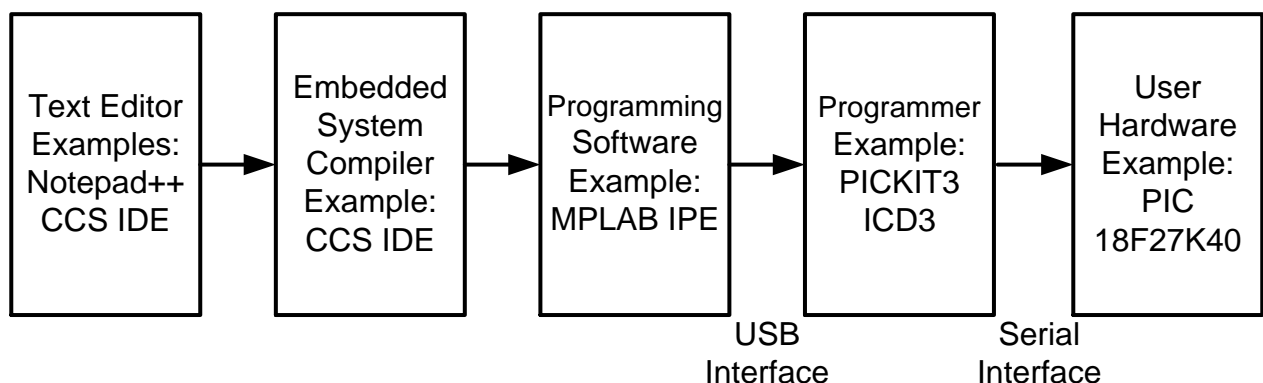 Text Editor
Examples:
Notepad++
CCS IDE
Embedded
System
Compiler
Example:
CCS IDE
Programming
Software
Example:
MPLAB IPE
Programmer
Example:
PICKIT3
ICD3
User
Hardware
Example:
PIC
18F27K40
USB
Interface
Serial
Interface